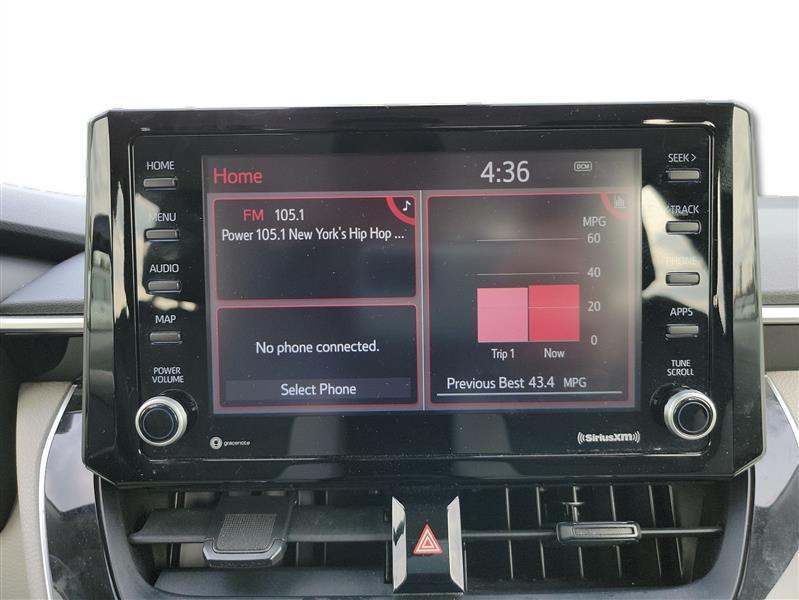 HOME
MENU
AUDIO
MAP
POWER
VOLUME
Home
4:36
DCM
FM 105.1
Power 105.1 New York's Hip Hop ...
No phone connected.
Select Phone
MPG
60
40
20
0
Trip 1 Now
Previous Best 43.4 MPG
SEEK >
< TRACK
PHONE
APPS
TUNE
SCROLL
gracenote
((SiriusXM))